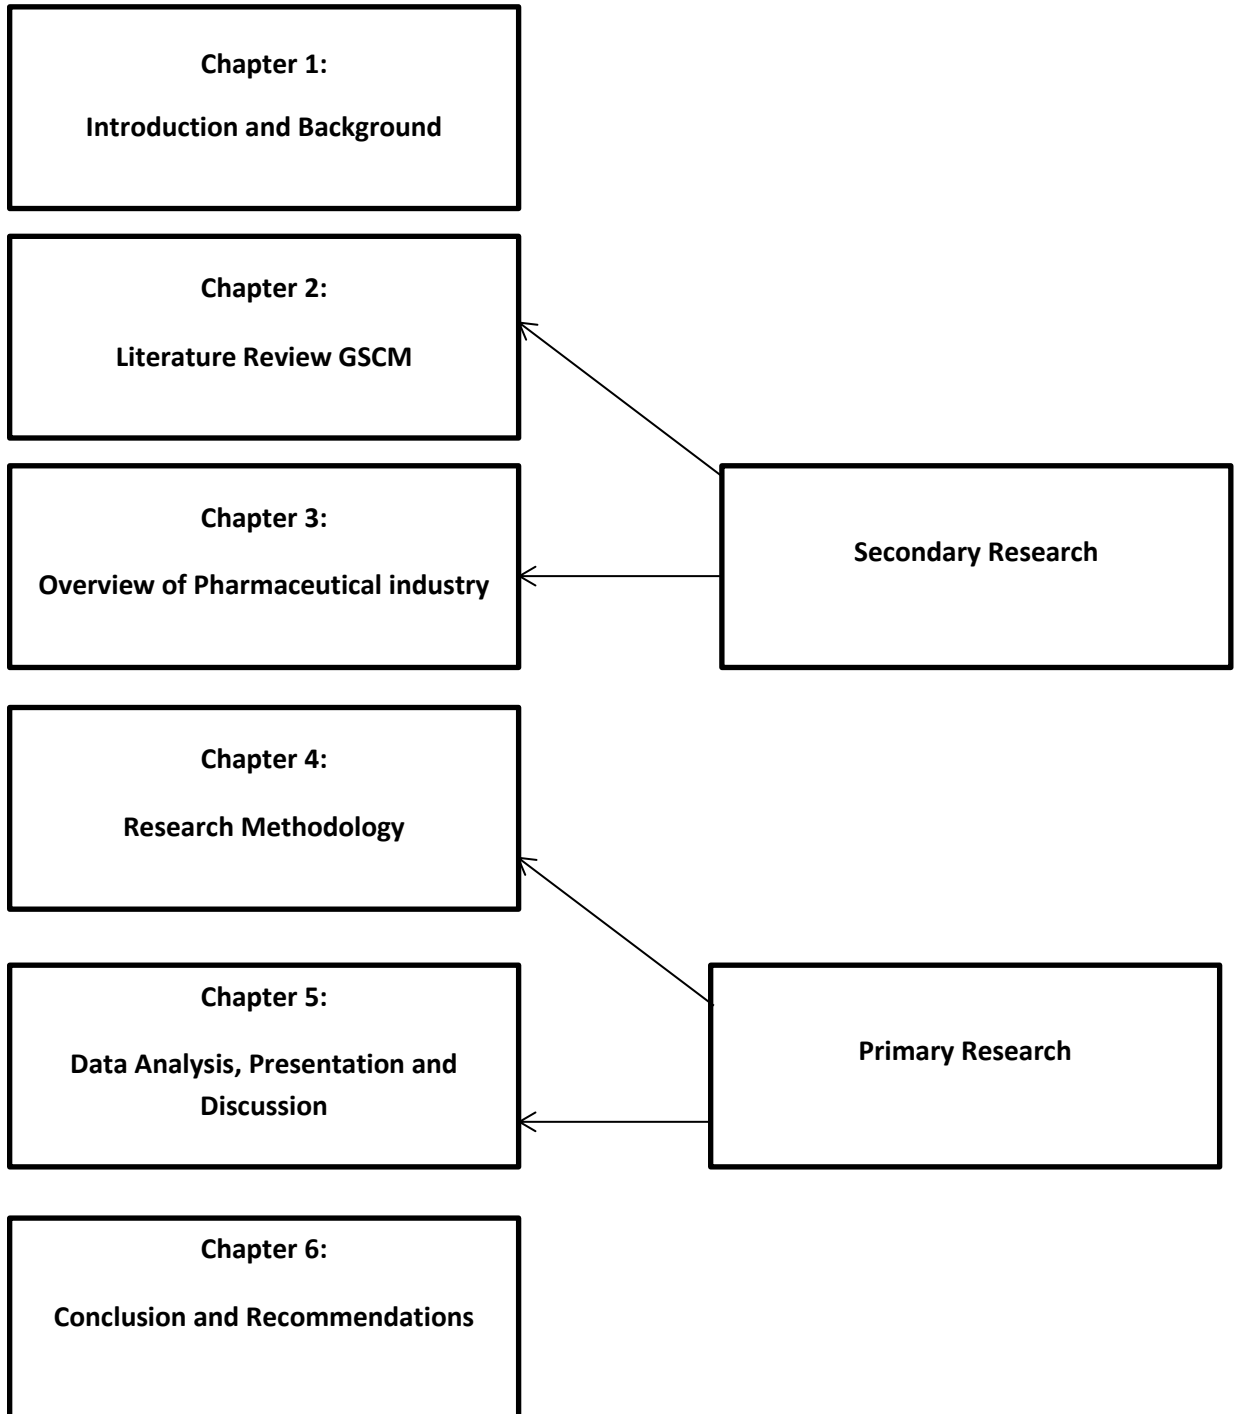 Chapter 1:
Introduction and Background
Chapter 2:
Literature Review GSCM
Chapter 3:
Overview of Pharmaceutical industry
Secondary Research
Chapter 4:
Research Methodology
Chapter 5:
Data Analysis, Presentation and
Discussion
Primary Research
Chapter 6:
Conclusion and Recommendations